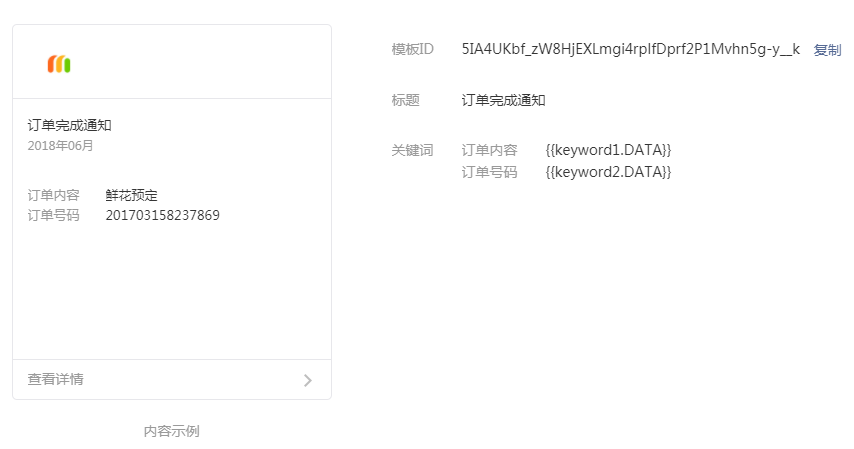 订单完成通知
2018年06月
订单内容 鲜花预定
订单号码 201703158237869
查看详情
内容示例
模板ID 5IA4UKbf_zW8HjEXLmgi4rpIfDprf2P1Mvhn5g-y__k 复制
标题 订单完成通知
关键词 订单内容 {{keyword1.DATA}}
订单号码 {{keyword2.DATA}}